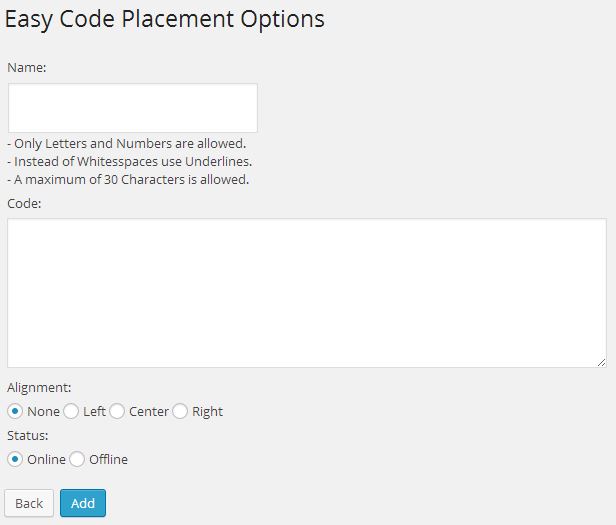 Easy Code Placement Options
Name:
- Only Letters and Numbers are allowed.
- Instead of Whitesspaces use Underlines.
- A maximum of 30 Characters is allowed.
Code:
Alignment:
None Left Center Right
Status:
Online Offline
Back Add